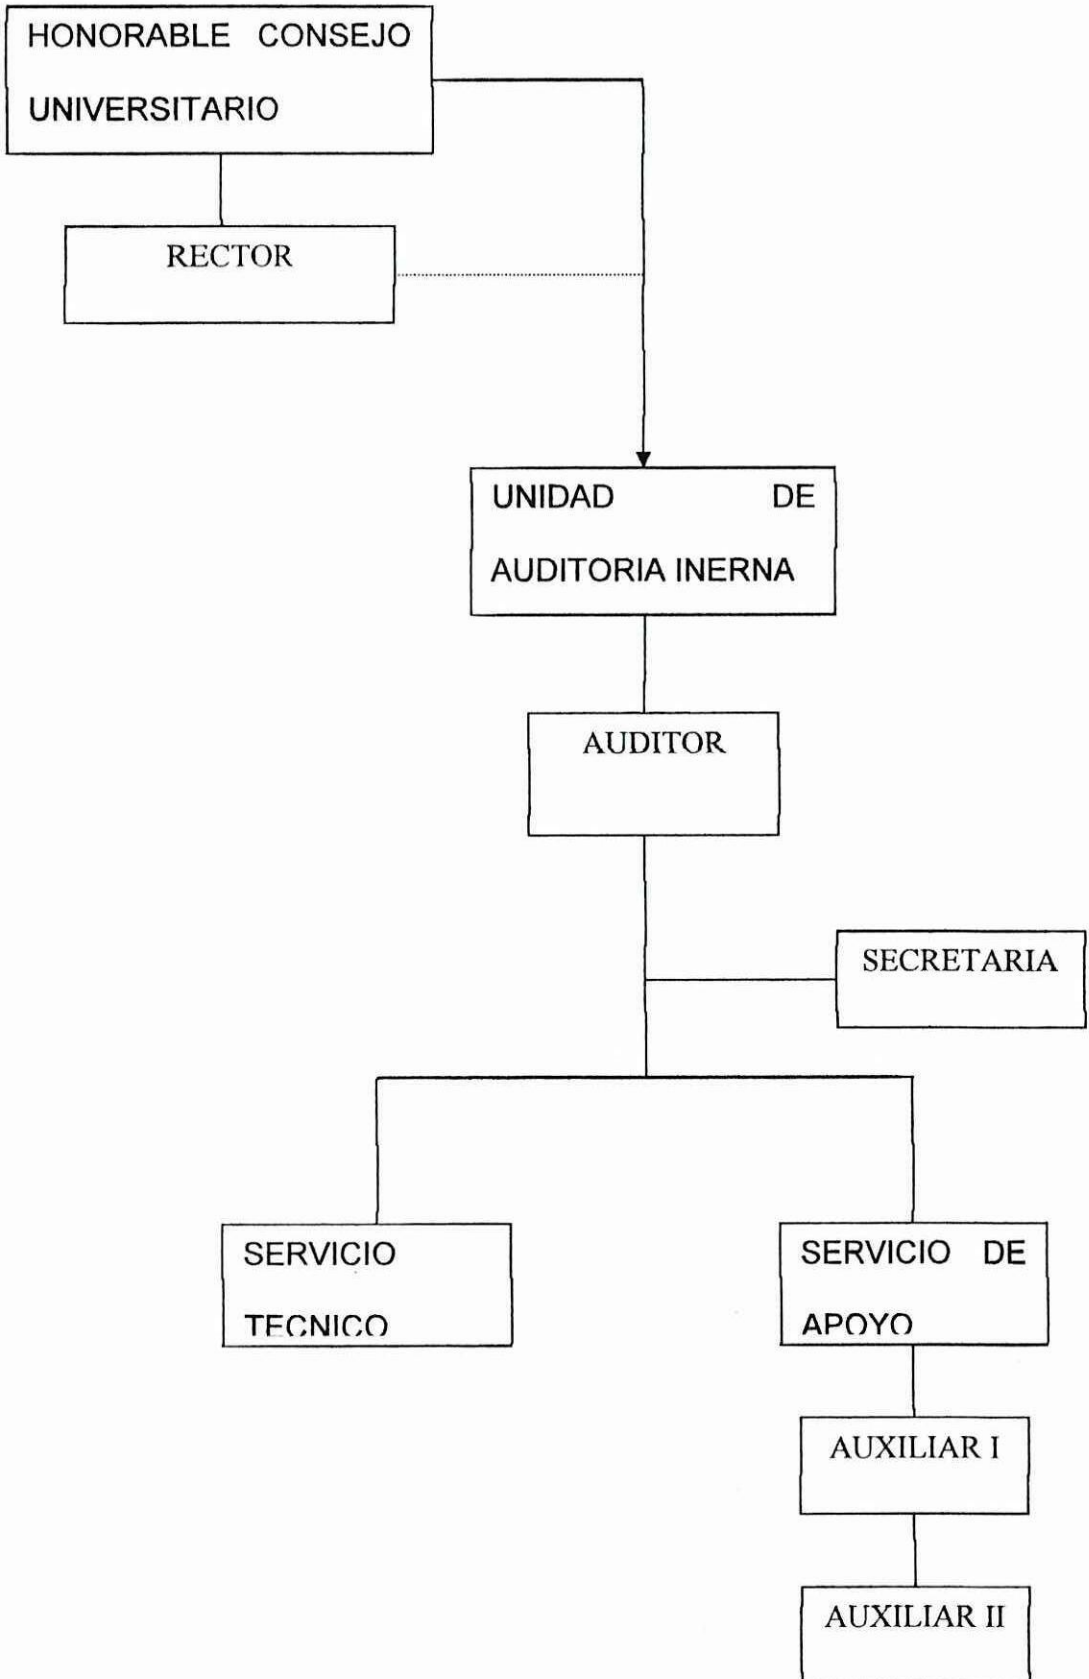 HONORABLE CONSEJO
UNIVERSITARIO
RECTOR
UNIDAD DE
AUDITORIA INERNA
AUDITOR
SECRETARIA
SERVICIO
TECNICO
SERVICIO DE
APOYO
AUXILIAR I
AUXILIAR II